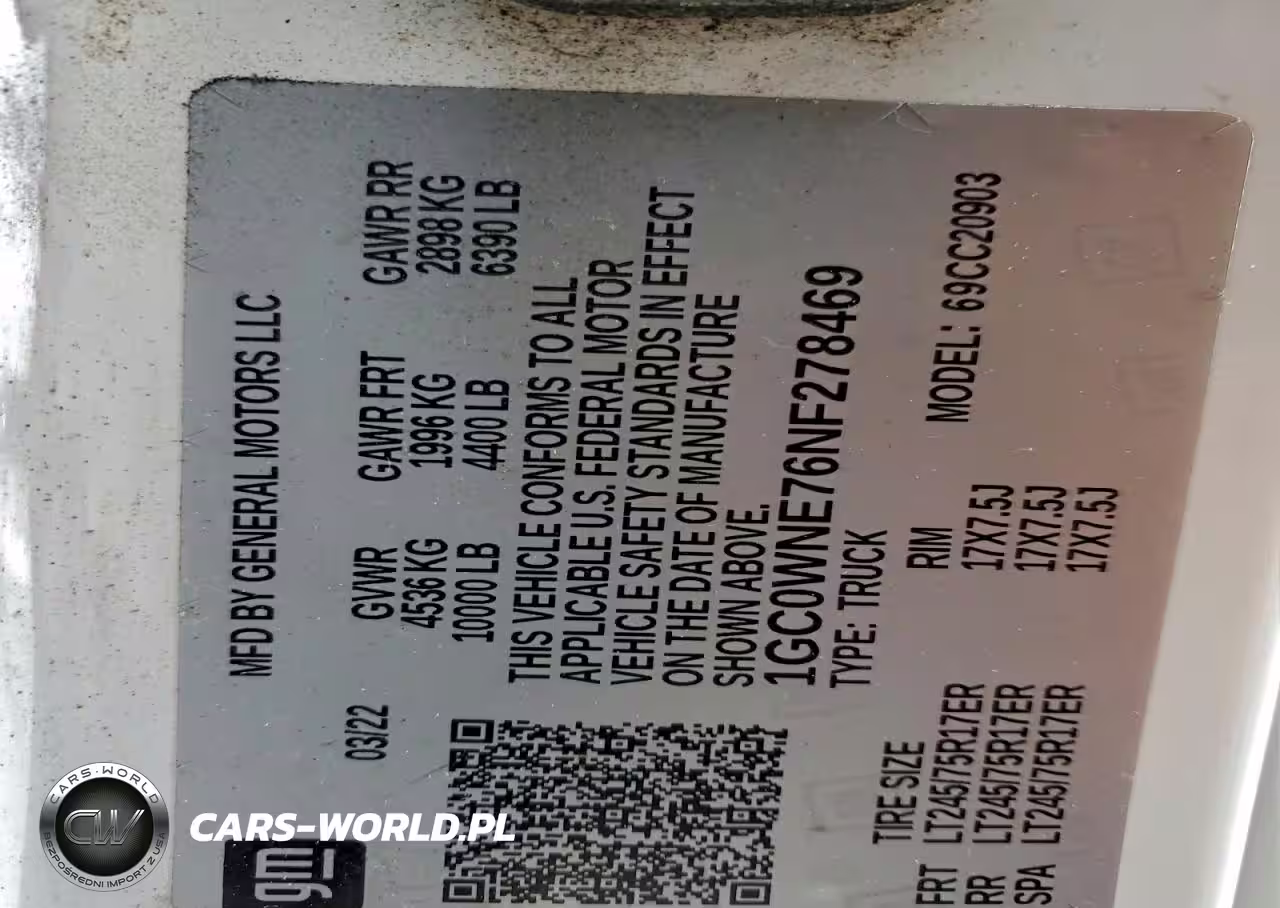 MFD BY GENERAL MOTORS LLC
03/22
GVWR GAWR FRT GAWR RR
4536 KG 1996 KG 2898 KG
10000 LB 4400 LB 6390 LB
THIS VEHICLE CONFORMS TO ALL
APPLICABLE U.S. FEDERAL MOTOR
VEHICLE SAFETY STANDARDS IN EFFECT
ON THE DATE OF MANUFACTURE
SHOWN ABOVE.
1GC0WNE76NF278469
TYPE: TRUCK
MODEL: 69CC20903
TIRE SIZE RIM
FRT LT245/75R17ER 17X7.5J
RR LT245/75R17ER 17X7.5J
SPA LT245/75R17ER 17X7.5J
gm
CARS-WORLD
CW
BEZPOŚREDNI IMPORT Z USA
CARS-WORLD.PL